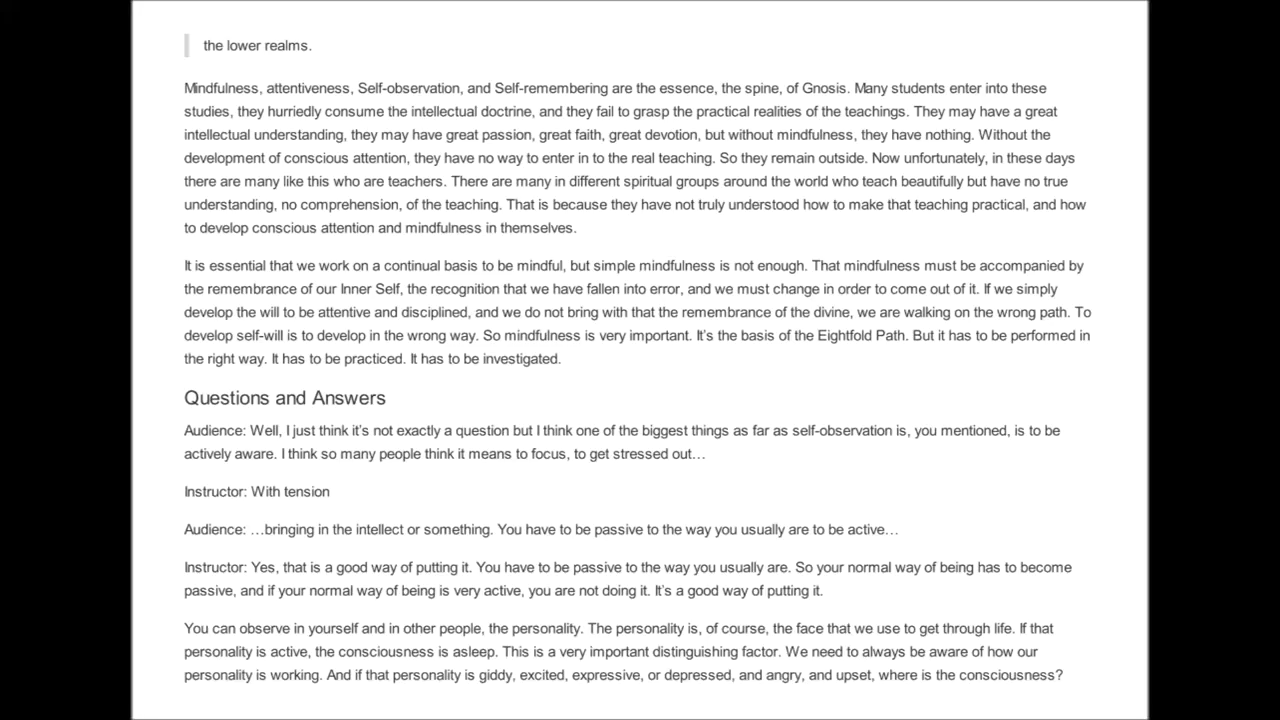 the lower realms.
Mindfulness, attentiveness, Self-observation, and Self-remembering are the essence, the spine, of Gnosis. Many students enter into these
studies, they hurriedly consume the intellectual doctrine, and they fail to grasp the practical realities of the teachings. They may have a great
intellectual understanding, they may have great passion, great faith, great devotion, but without mindfulness, they have nothing. Without the
development of conscious attention, they have no way to enter in to the real teaching. So they remain outside. Now unfortunately, in these days
there are many like this who are teachers. There are many in different spiritual groups around the world who teach beautifully but have no true
understanding, no comprehension, of the teaching. That is because they have not truly understood how to make that teaching practical, and how
to develop conscious attention and mindfulness in themselves.
It is essential that we work on a continual basis to be mindful, but simple mindfulness is not enough. That mindfulness must be accompanied by
the remembrance of our Inner Self, the recognition that we have fallen into error, and we must change in order to come out of it. If we simply
develop the will to be attentive and disciplined, and we do not bring with that the remembrance of the divine, we are walking on the wrong path. To
develop self-will is to develop in the wrong way. So mindfulness is very important. It’s the basis of the Eightfold Path. But it has to be performed in
the right way. It has to be practiced. It has to be investigated.
Questions and Answers
Audience: Well, I just think it’s not exactly a question but I think one of the biggest things as far as self-observation is, you mentioned, is to be
actively aware. I think so many people think it means to focus, to get stressed out…
Instructor: With tension
Audience: …bringing in the intellect or something. You have to be passive to the way you usually are to be active…
Instructor: Yes, that is a good way of putting it. You have to be passive to the way you usually are. So your normal way of being has to become
passive, and if your normal way of being is very active, you are not doing it. It’s a good way of putting it.
You can observe in yourself and in other people, the personality. The personality is, of course, the face that we use to get through life. If that
personality is active, the consciousness is asleep. This is a very important distinguishing factor. We need to always be aware of how our
personality is working. And if that personality is giddy, excited, expressive, or depressed, and angry, and upset, where is the consciousness?